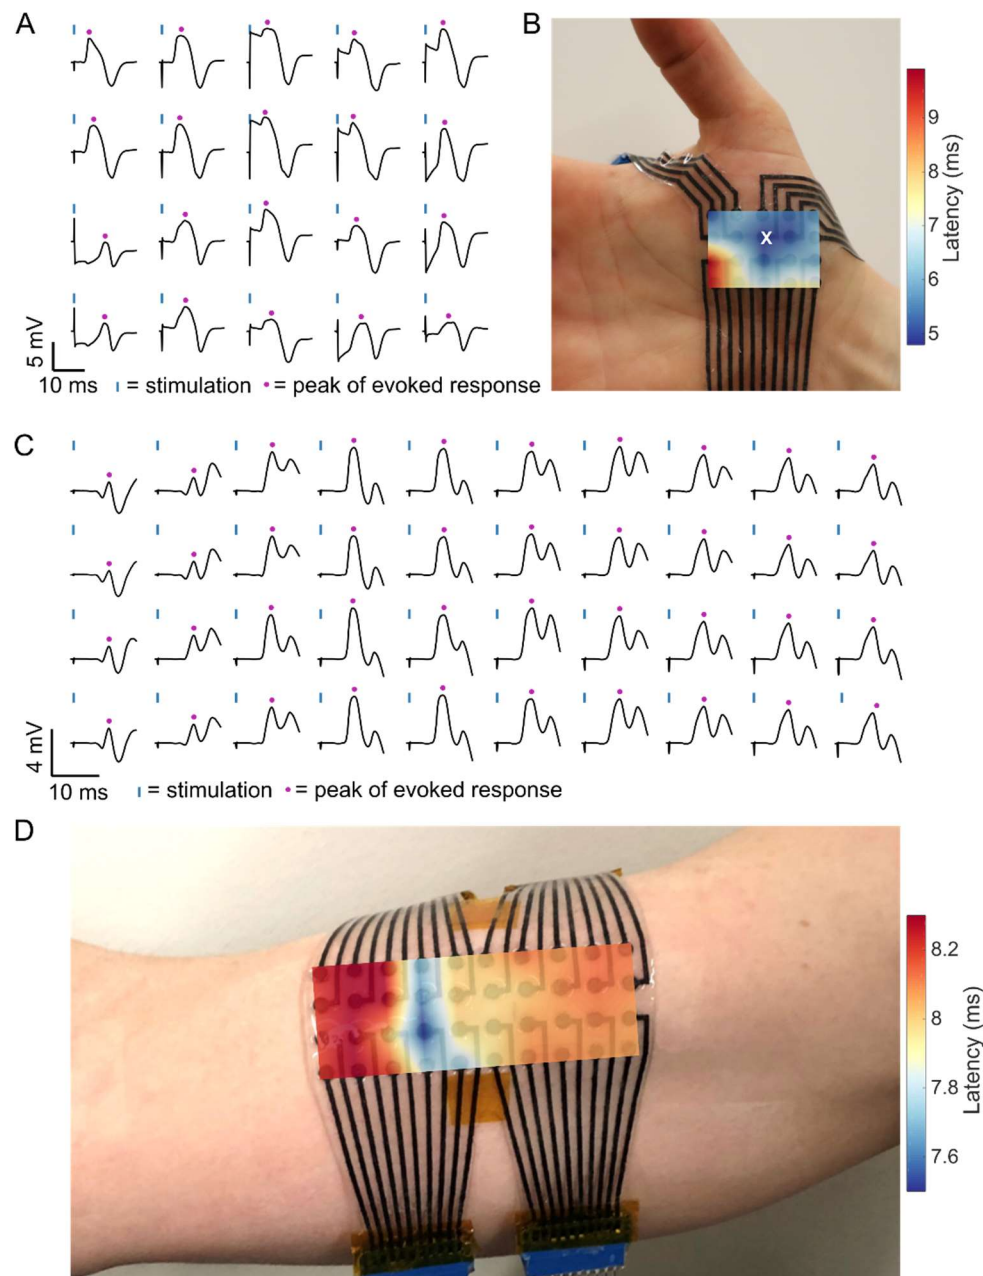 A
5 mV
10 ms
= stimulation
= peak of evoked response
B
X
9
8
7
6
5
Latency (ms)
C
4 mV
10 ms
= stimulation
= peak of evoked response
D
8.2
8
7.8
7.6
Latency (ms)